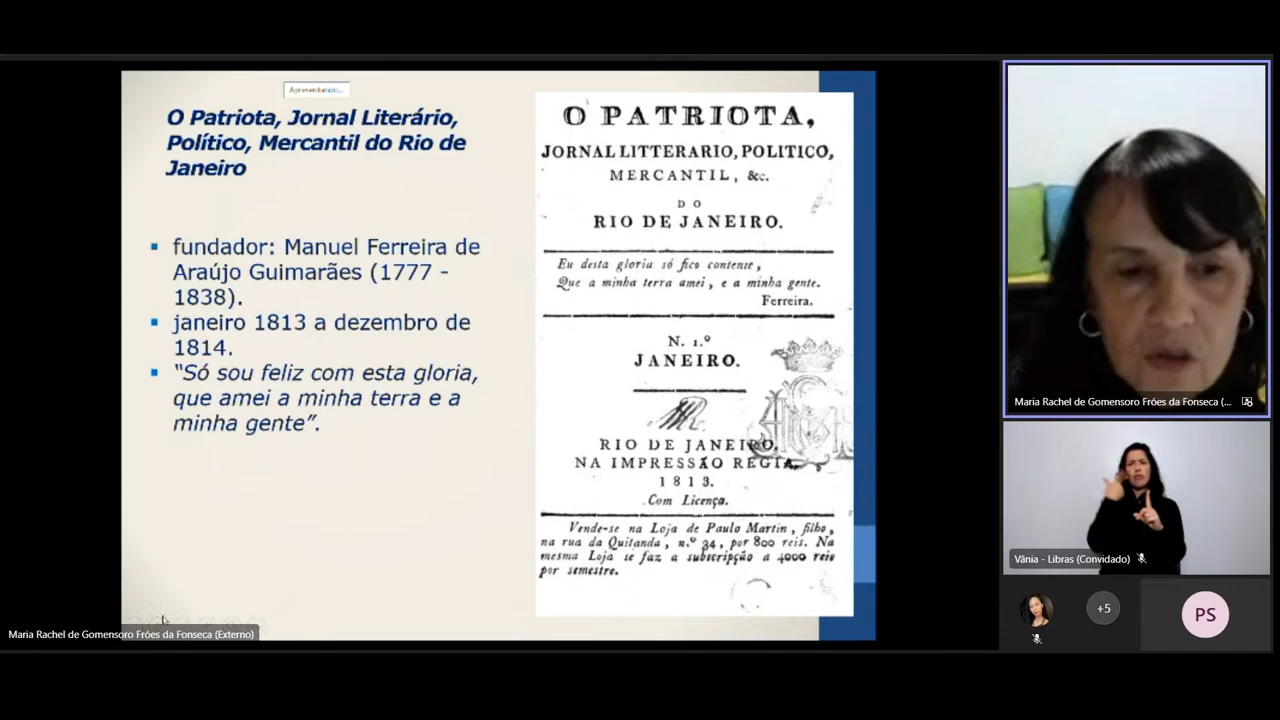 Apresentando...
O Patriota, Jornal Literário,
Político, Mercantil do Rio de
Janeiro
fundador: Manuel Ferreira de
Araújo Guimarães (1777 -
1838).
janeiro 1813 a dezembro de
1814.
“Só sou feliz com esta gloria,
que amei a minha terra e a
minha gente”.
O PATRIOTA,
JORNAL LITTERARIO, POLITICO,
MERCANTIL, &c.
DO
RIO DE JANEIRO.
Eu desta gloria só fico contente,
Que a minha terra amei, e a minha gente.
Ferreira.
N. 1.º
JANEIRO.
RIO DE JANEIRO.
NA IMPRESSÃO REGIA.
1813.
Com Licença.
Vende-se na Loja de Paulo Martin, filho,
na rua da Quitanda, n.º 34, por 800 reis. Na
mesma Loja se faz a subscripção a 4000 reis
por semestre.
Maria Rachel de Gomensoro Fróes da Fonseca (Externo)
Maria Rachel de Gomensoro Fróes da Fonseca (...
Vânia - Libras (Convidado)
+5
PS